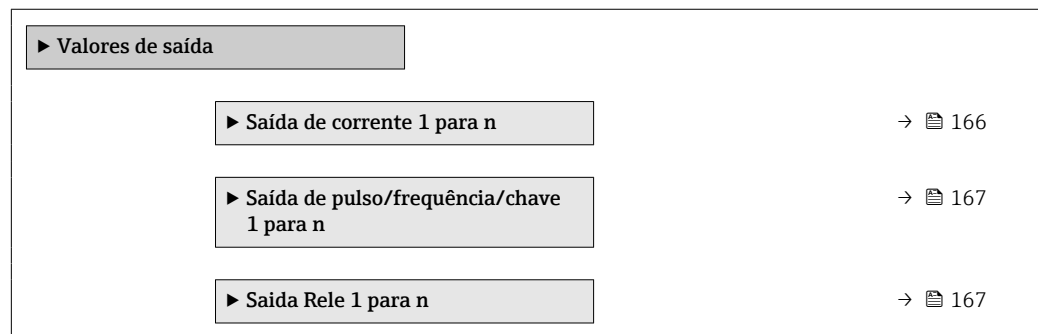 ▶ Valores de saída
▶ Saída de corrente 1 para n → 166
▶ Saída de pulso/frequência/chave → 167
1 para n
▶ Saida Rele 1 para n → 167